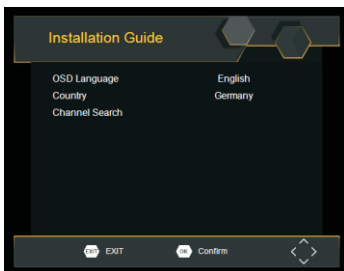 Installation Guide
OSD Language English
Country Germany
Channel Search
EXIT EXIT OK Confirm